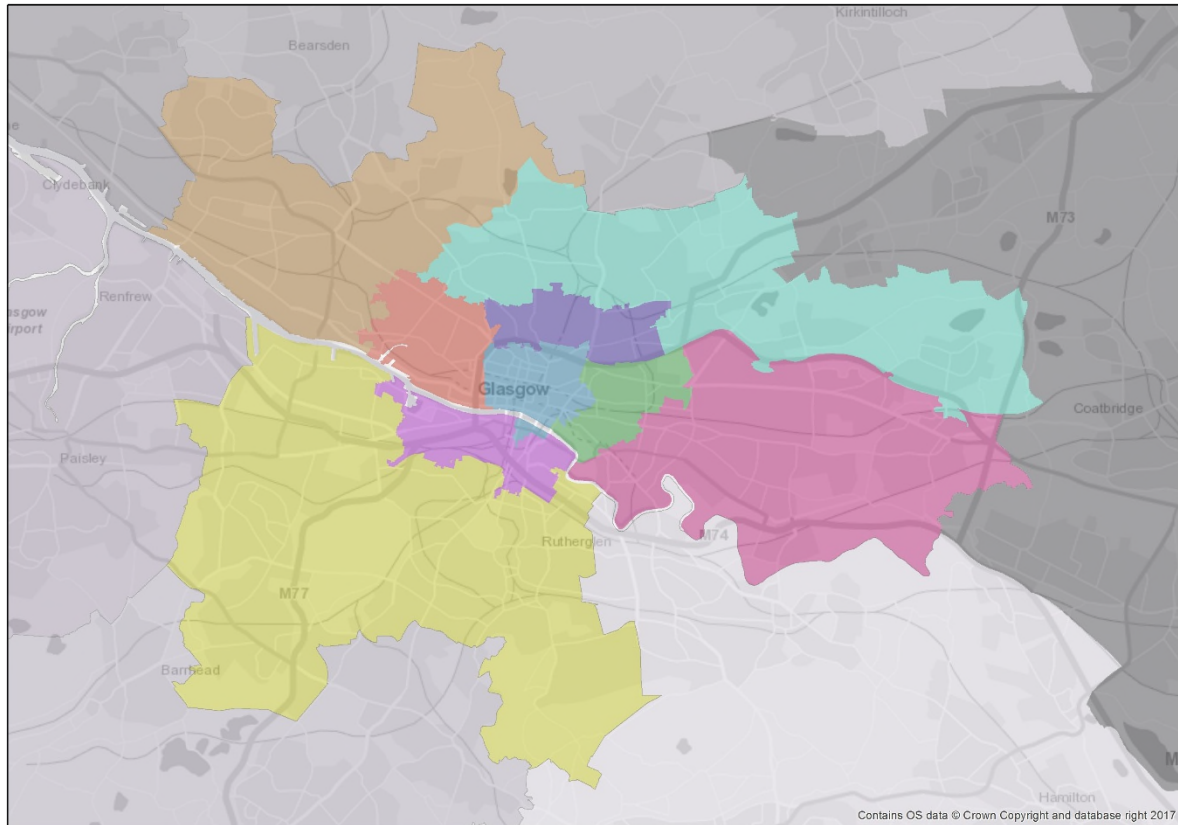 Kirkintilloch
Bearsden
Clydebank
M73
Renfrew
Glasgow
Coatbridge
Paisley
Rutherglen
M74
M77
Barrhead
Hamilton
Contains OS data © Crown Copyright and database right 2017